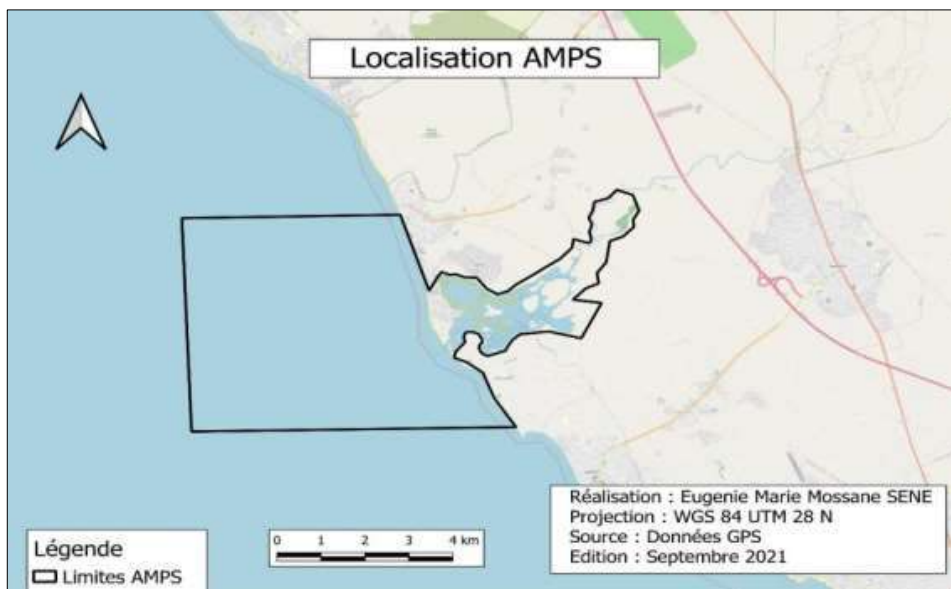 Localisation AMPS
Réalisation : Eugenie Marie Mossane SENE
Projection : WGS 84 UTM 28 N
Source : Données GPS
Edition : Septembre 2021
0 1 2 3 4 km
Légende
Limites AMPS